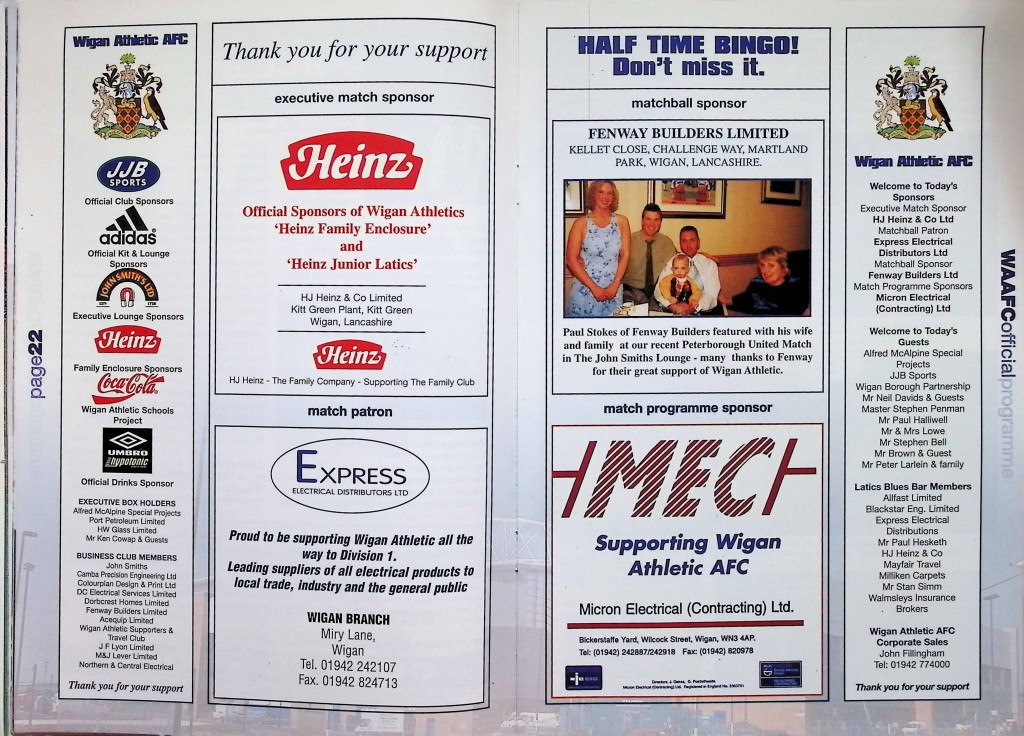 Wigan Athletic AFC
JJB
SPORTS
Official Club Sponsors
adidas
Official Kit & Lounge
Sponsors
JOHN SMITH'S LTD
Executive Lounge Sponsors
Heinz
Family Enclosure Sponsors
Coca-Cola
Wigan Athletic Schools
Project
UMBRO
hypotonic
Official Drinks Sponsor
EXECUTIVE BOX HOLDERS
Alfred McAlpine Special Projects
Port Petroleum Limited
HW Glass Limited
Mr Ken Cowap & Guests
BUSINESS CLUB MEMBERS
John Smiths
Camba Precision Engineering Ltd
Colourplan Design & Print Ltd
DC Electrical Services Limited
Dorbcrest Homes Limited
Fenway Builders Limited
Acequip Limited
Wigan Athletic Supporters &
Travel Club
J F Lyon Limited
M&J Lever Limited
Northern & Central Electrical
Thank you for your support
page22
Thank you for your support
executive match sponsor
Heinz
Official Sponsors of Wigan Athletics
'Heinz Family Enclosure'
and
'Heinz Junior Latics'
HJ Heinz & Co Limited
Kitt Green Plant, Kitt Green
Wigan, Lancashire
Heinz
HJ Heinz - The Family Company - Supporting The Family Club
match patron
EXPRESS
ELECTRICAL DISTRIBUTORS LTD
Proud to be supporting Wigan Athletic all the
way to Division 1.
Leading suppliers of all electrical products to
local trade, industry and the general public
WIGAN BRANCH
Miry Lane,
Wigan
Tel. 01942 242107
Fax. 01942 824713
HALF TIME BINGO!
Don't miss it.
matchball sponsor
FENWAY BUILDERS LIMITED
KELLET CLOSE, CHALLENGE WAY, MARTLAND
PARK, WIGAN, LANCASHIRE.
Paul Stokes of Fenway Builders featured with his wife
and family at our recent Peterborough United Match
in The John Smiths Lounge - many thanks to Fenway
for their great support of Wigan Athletic.
match programme sponsor
MEC
Supporting Wigan
Athletic AFC
Micron Electrical (Contracting) Ltd.
Bickerstaffe Yard, Wilcock Street, Wigan, WN3 4AP.
Tel: (01942) 242887/242918 Fax: (01942) 820978
Micron Electrical (Contracting) Ltd. Registered in England No.
Wigan Athletic AFC
Welcome to Today's
Sponsors
Executive Match Sponsor
HJ Heinz & Co Ltd
Matchball Patron
Express Electrical
Distributors Ltd
Matchball Sponsor
Fenway Builders Ltd
Match Programme Sponsors
Micron Electrical
(Contracting) Ltd
Welcome to Today's
Guests
Alfred McAlpine Special
Projects
JJB Sports
Wigan Borough Partnership
Mr Neil Davids & Guests
Master Stephen Penman
Mr Paul Halliwell
Mr & Mrs Lowe
Mr Stephen Bell
Mr Brown & Guest
Mr Peter Larlein & family
Latics Blues Bar Members
Allfast Limited
Blackstar Eng. Limited
Express Electrical
Distributions
Mr Paul Hesketh
HJ Heinz & Co
Mayfair Travel
Milliken Carpets
Mr Stan Simm
Walmsleys Insurance
Brokers
Wigan Athletic AFC
Corporate Sales
John Fillingham
Tel: 01942 774000
Thank you for your support
WAAFCofficialprogramme